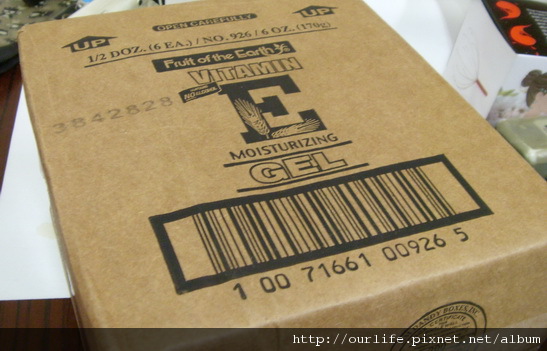 OPEN CAREFULLY
UP UP
1/2 DOZ. (6 EA.) / NO. 926 / 6 OZ. (170g)
Fruit of the Earth
VITAMIN
E
3842828
MOISTURIZING
GEL
1 00 71661 00926 5
http://ourlife.pixnet.net/album